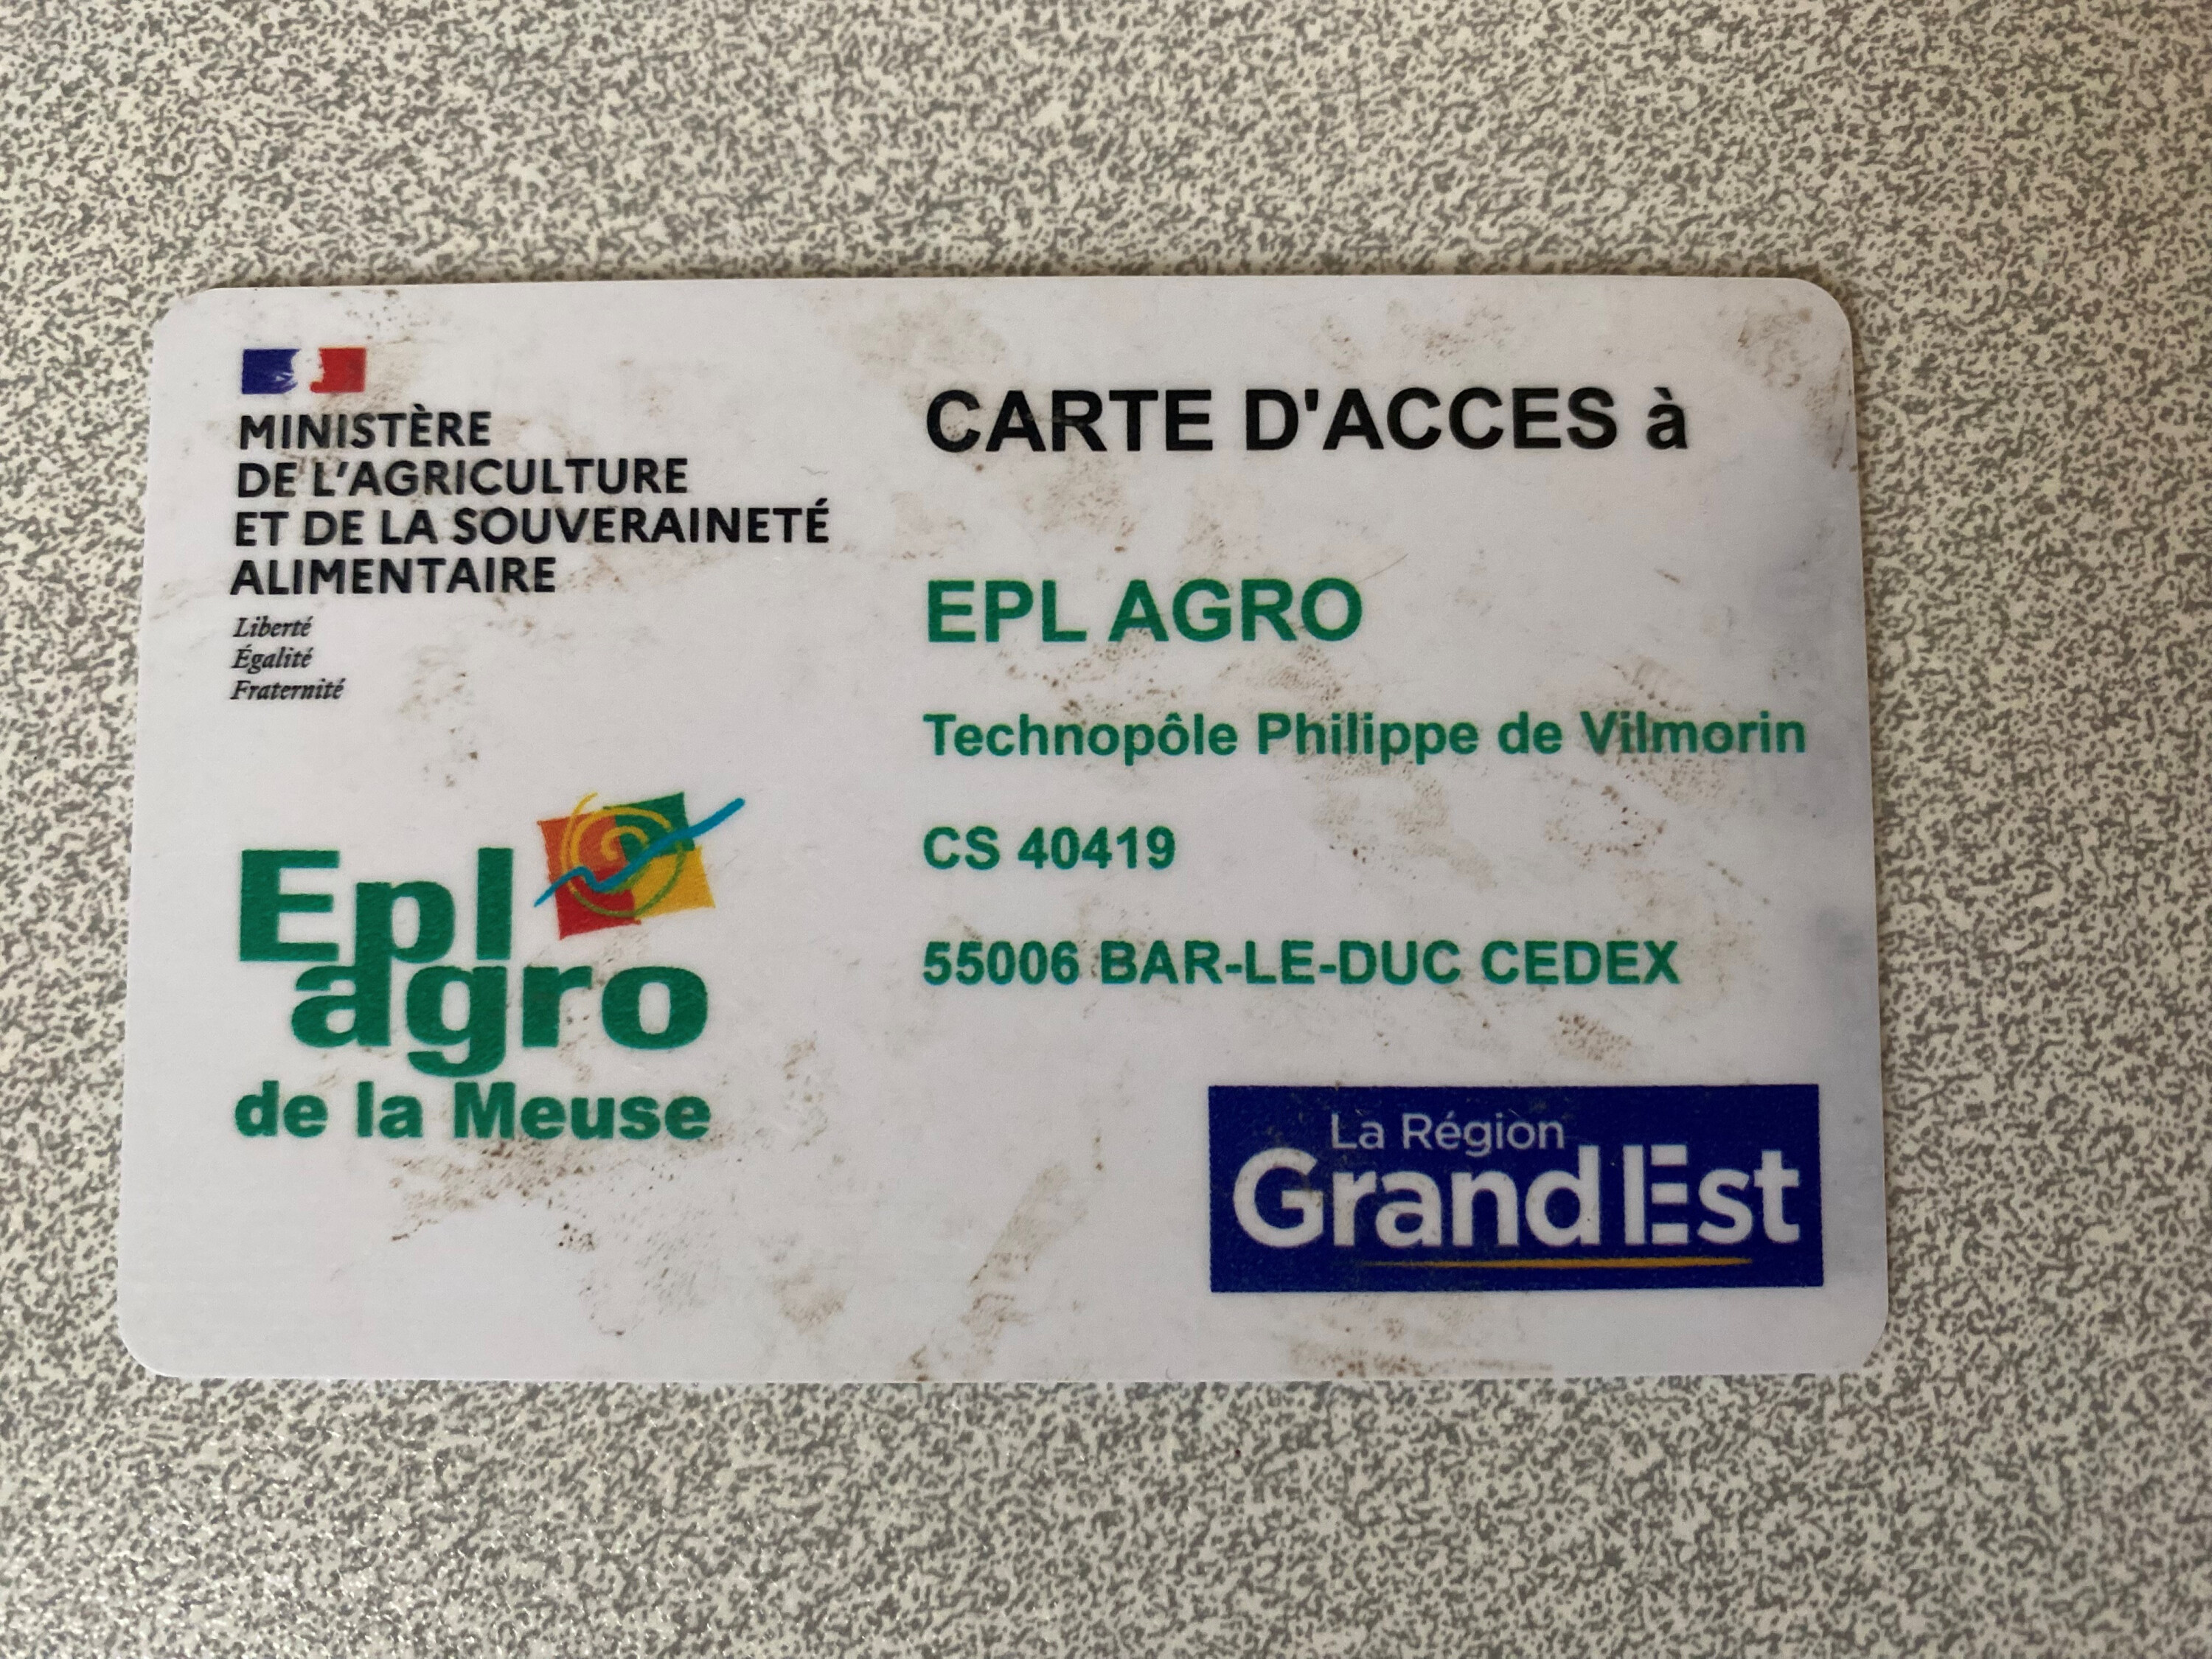 MINISTÈRE
DE L'AGRICULTURE
ET DE LA SOUVERAINETÉ
ALIMENTAIRE
Liberté
Égalité
Fraternité
Epl
agro
de la Meuse
CARTE D'ACCES à
EPL AGRO
Technopôle Philippe de Vilmorin
CS 40419
55006 BAR-LE-DUC CEDEX
La Région
Grand Est